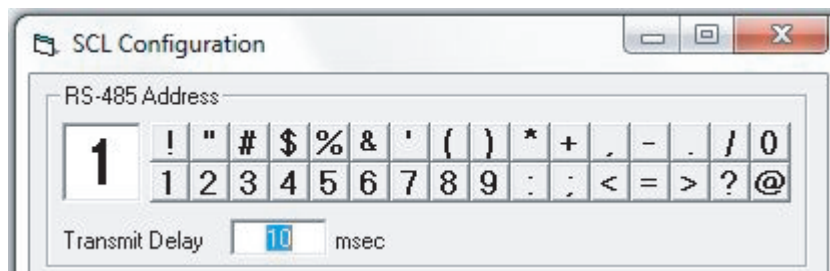 SCL Configuration
RS-485 Address
1
! " # $ % & ' ( ) * + , - . / 0
1 2 3 4 5 6 7 8 9 : ; < = > ? @
Transmit Delay 10 msec